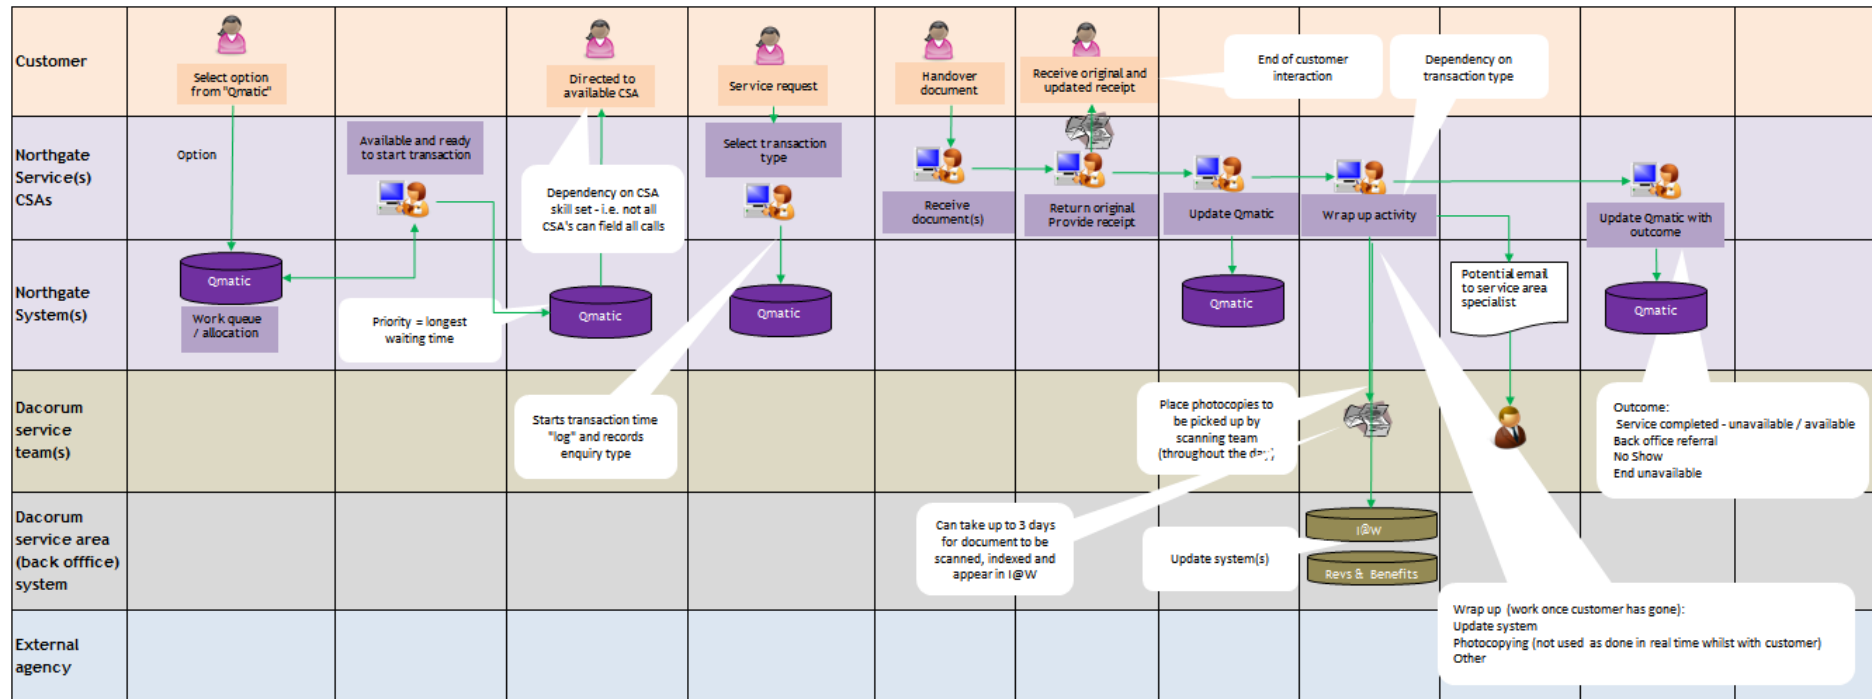 Customer
Select option
from "Qmatic"
Directed to
available CSA
Service request
Handover
document
Receive original and
updated receipt
End of customer
interaction
Dependency on
transaction type
Northgate
Service(s)
CSAs
Option
Available and ready
to start transaction
Dependency on CSA
skill set - i.e. not all
CSA's can field all calls
Select transaction
type
Receive
document(s)
Return original
Provide receipt
Update Qmatic
Wrap up activity
Update Qmatic with
outcome
Northgate
System(s)
Qmatic
Work queue
/ allocation
Priority = longest
waiting time
Qmatic
Qmatic
Qmatic
Potential email
to service area
specialist
Qmatic
Dacorum
service
team(s)
Starts transaction time
"log" and records
enquiry type
Place photocopies to
be picked up by
scanning team
(throughout the day)
Outcome:
Service completed - unavailable / available
Back office referral
No Show
End unavailable
Dacorum
service area
(back offfice)
system
Can take up to 3 days
for document to be
scanned, indexed and
appear in I@W
Update system(s)
I@W
Revs & Benefits
Wrap up (work once customer has gone):
Update system
Photocopying (not used as done in real time whilst with customer)
Other
External
agency